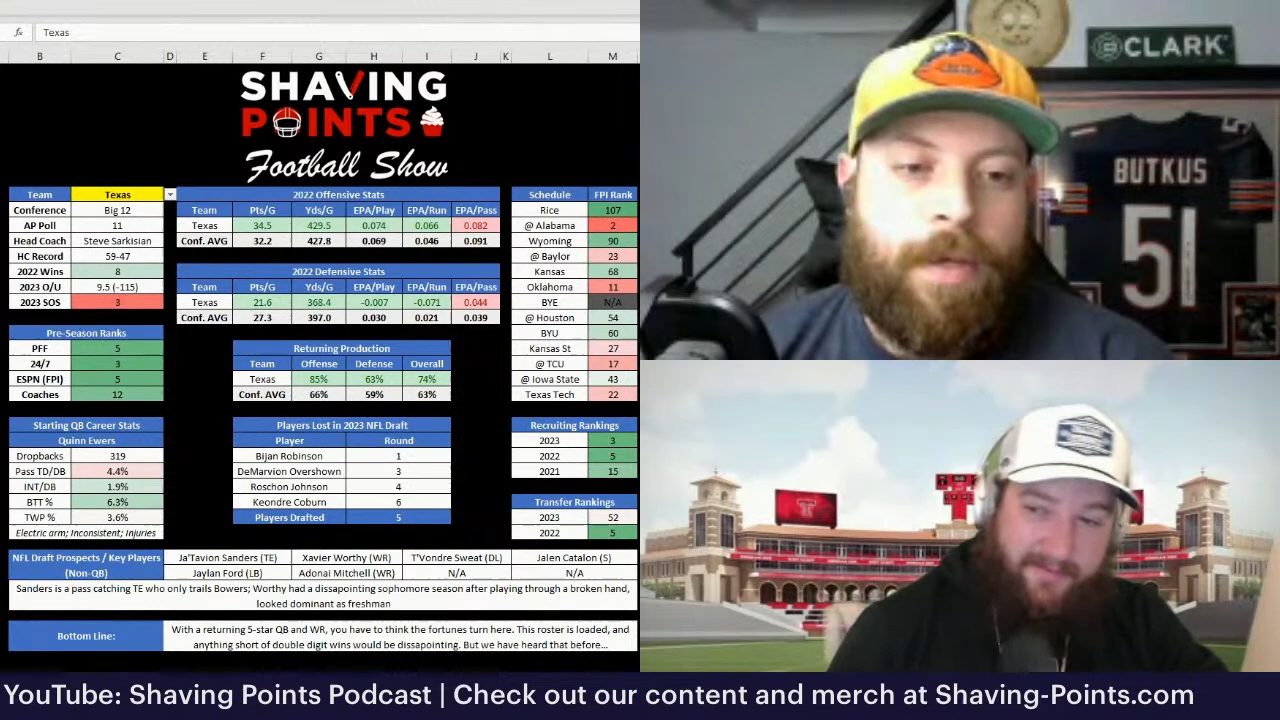 fx Texas
B C D E F G H I J K L M
SHAVING
POINTS
Football Show
Team Texas
Conference Big 12
AP Poll 11
Head Coach Steve Sarkisian
HC Record 59-47
2022 Wins 8
2023 O/U 9.5 (-115)
2023 SOS 3
Pre-Season Ranks
PFF 5
24/7 3
ESPN (FPI) 5
Coaches 12
Starting QB Career Stats
Quinn Ewers
Dropbacks 319
Pass TD/DB 4.4%
INT/DB 1.9%
BTT % 6.3%
TWP % 3.6%
Electric arm; Inconsistent; Injuries
2022 Offensive Stats
Team Pts/G Yds/G EPA/Play EPA/Run EPA/Pass
Texas 34.5 429.5 0.074 0.066 0.082
Conf. AVG 32.2 427.8 0.069 0.046 0.091
2022 Defensive Stats
Team Pts/G Yds/G EPA/Play EPA/Run EPA/Pass
Texas 21.6 368.4 -0.007 -0.071 0.044
Conf. AVG 27.3 397.0 0.030 0.021 0.039
Returning Production
Team Offense Defense Overall
Texas 85% 63% 74%
Conf. AVG 66% 59% 63%
Players Lost in 2023 NFL Draft
Player Round
Bijan Robinson 1
DeMarvion Overshown 3
Roschon Johnson 4
Keondre Coburn 6
Players Drafted 5
Schedule FPI Rank
Rice 107
@ Alabama 2
Wyoming 90
@ Baylor 23
Kansas 68
Oklahoma 11
BYE N/A
@ Houston 54
BYU 60
Kansas St 27
@ TCU 17
@ Iowa State 43
Texas Tech 22
Recruiting Rankings
2023 3
2022 5
2021 15
Transfer Rankings
2023 52
2022 5
NFL Draft Prospects / Key Players
(Non-QB)
Ja'Tavion Sanders (TE) Xavier Worthy (WR) T'Vondre Sweat (DL) Jalen Catalon (S)
Jaylan Ford (LB) Adonai Mitchell (WR) N/A N/A
Sanders is a pass catching TE who only trails Bowers; Worthy had a dissapointing sophomore season after playing through a broken hand,
looked dominant as freshman
Bottom Line:
With a returning 5-star QB and WR, you have to think the fortunes turn here. This roster is loaded, and
anything short of double digit wins would be dissapointing. But we have heard that before...
CLARK
BUTKUS
51
YouTube: Shaving Points Podcast | Check out our content and merch at Shaving-Points.com